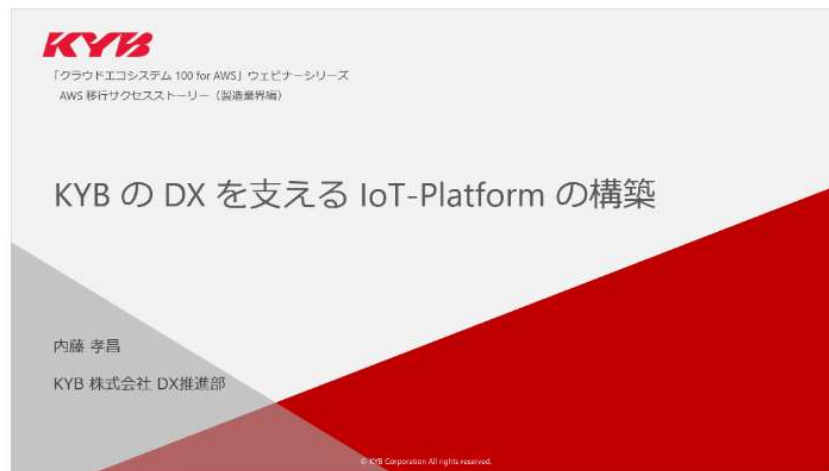 KYB
「クラウドエコシステム 100 for AWS」ウェビナーシリーズ
AWS 移行サクセスストーリー（製造業界編）
KYB の DX を支える IoT-Platform の構築
内藤 孝昌
KYB 株式会社 DX推進部
© KYB Corporation All rights reserved.